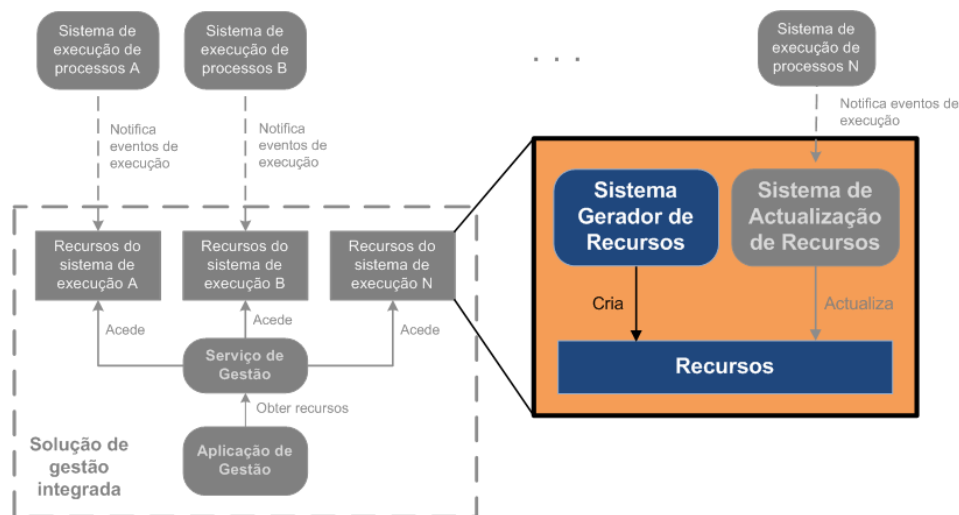 Sistema de
execução de
processos A
Sistema de
execução de
processos B
. . .
Sistema de
execução de
processos N
Notifica
eventos de
execução
Notifica
eventos de
execução
Notifica eventos de
execução
Recursos do
sistema de
execução A
Recursos do
sistema de
execução B
Recursos do
sistema de
execução N
Acede
Acede
Acede
Serviço de
Gestão
Obter recursos
Aplicação de
Gestão
Solução de
gestão
integrada
Sistema
Gerador de
Recursos
Sistema de
Actualização
de Recursos
Cria
Actualiza
Recursos